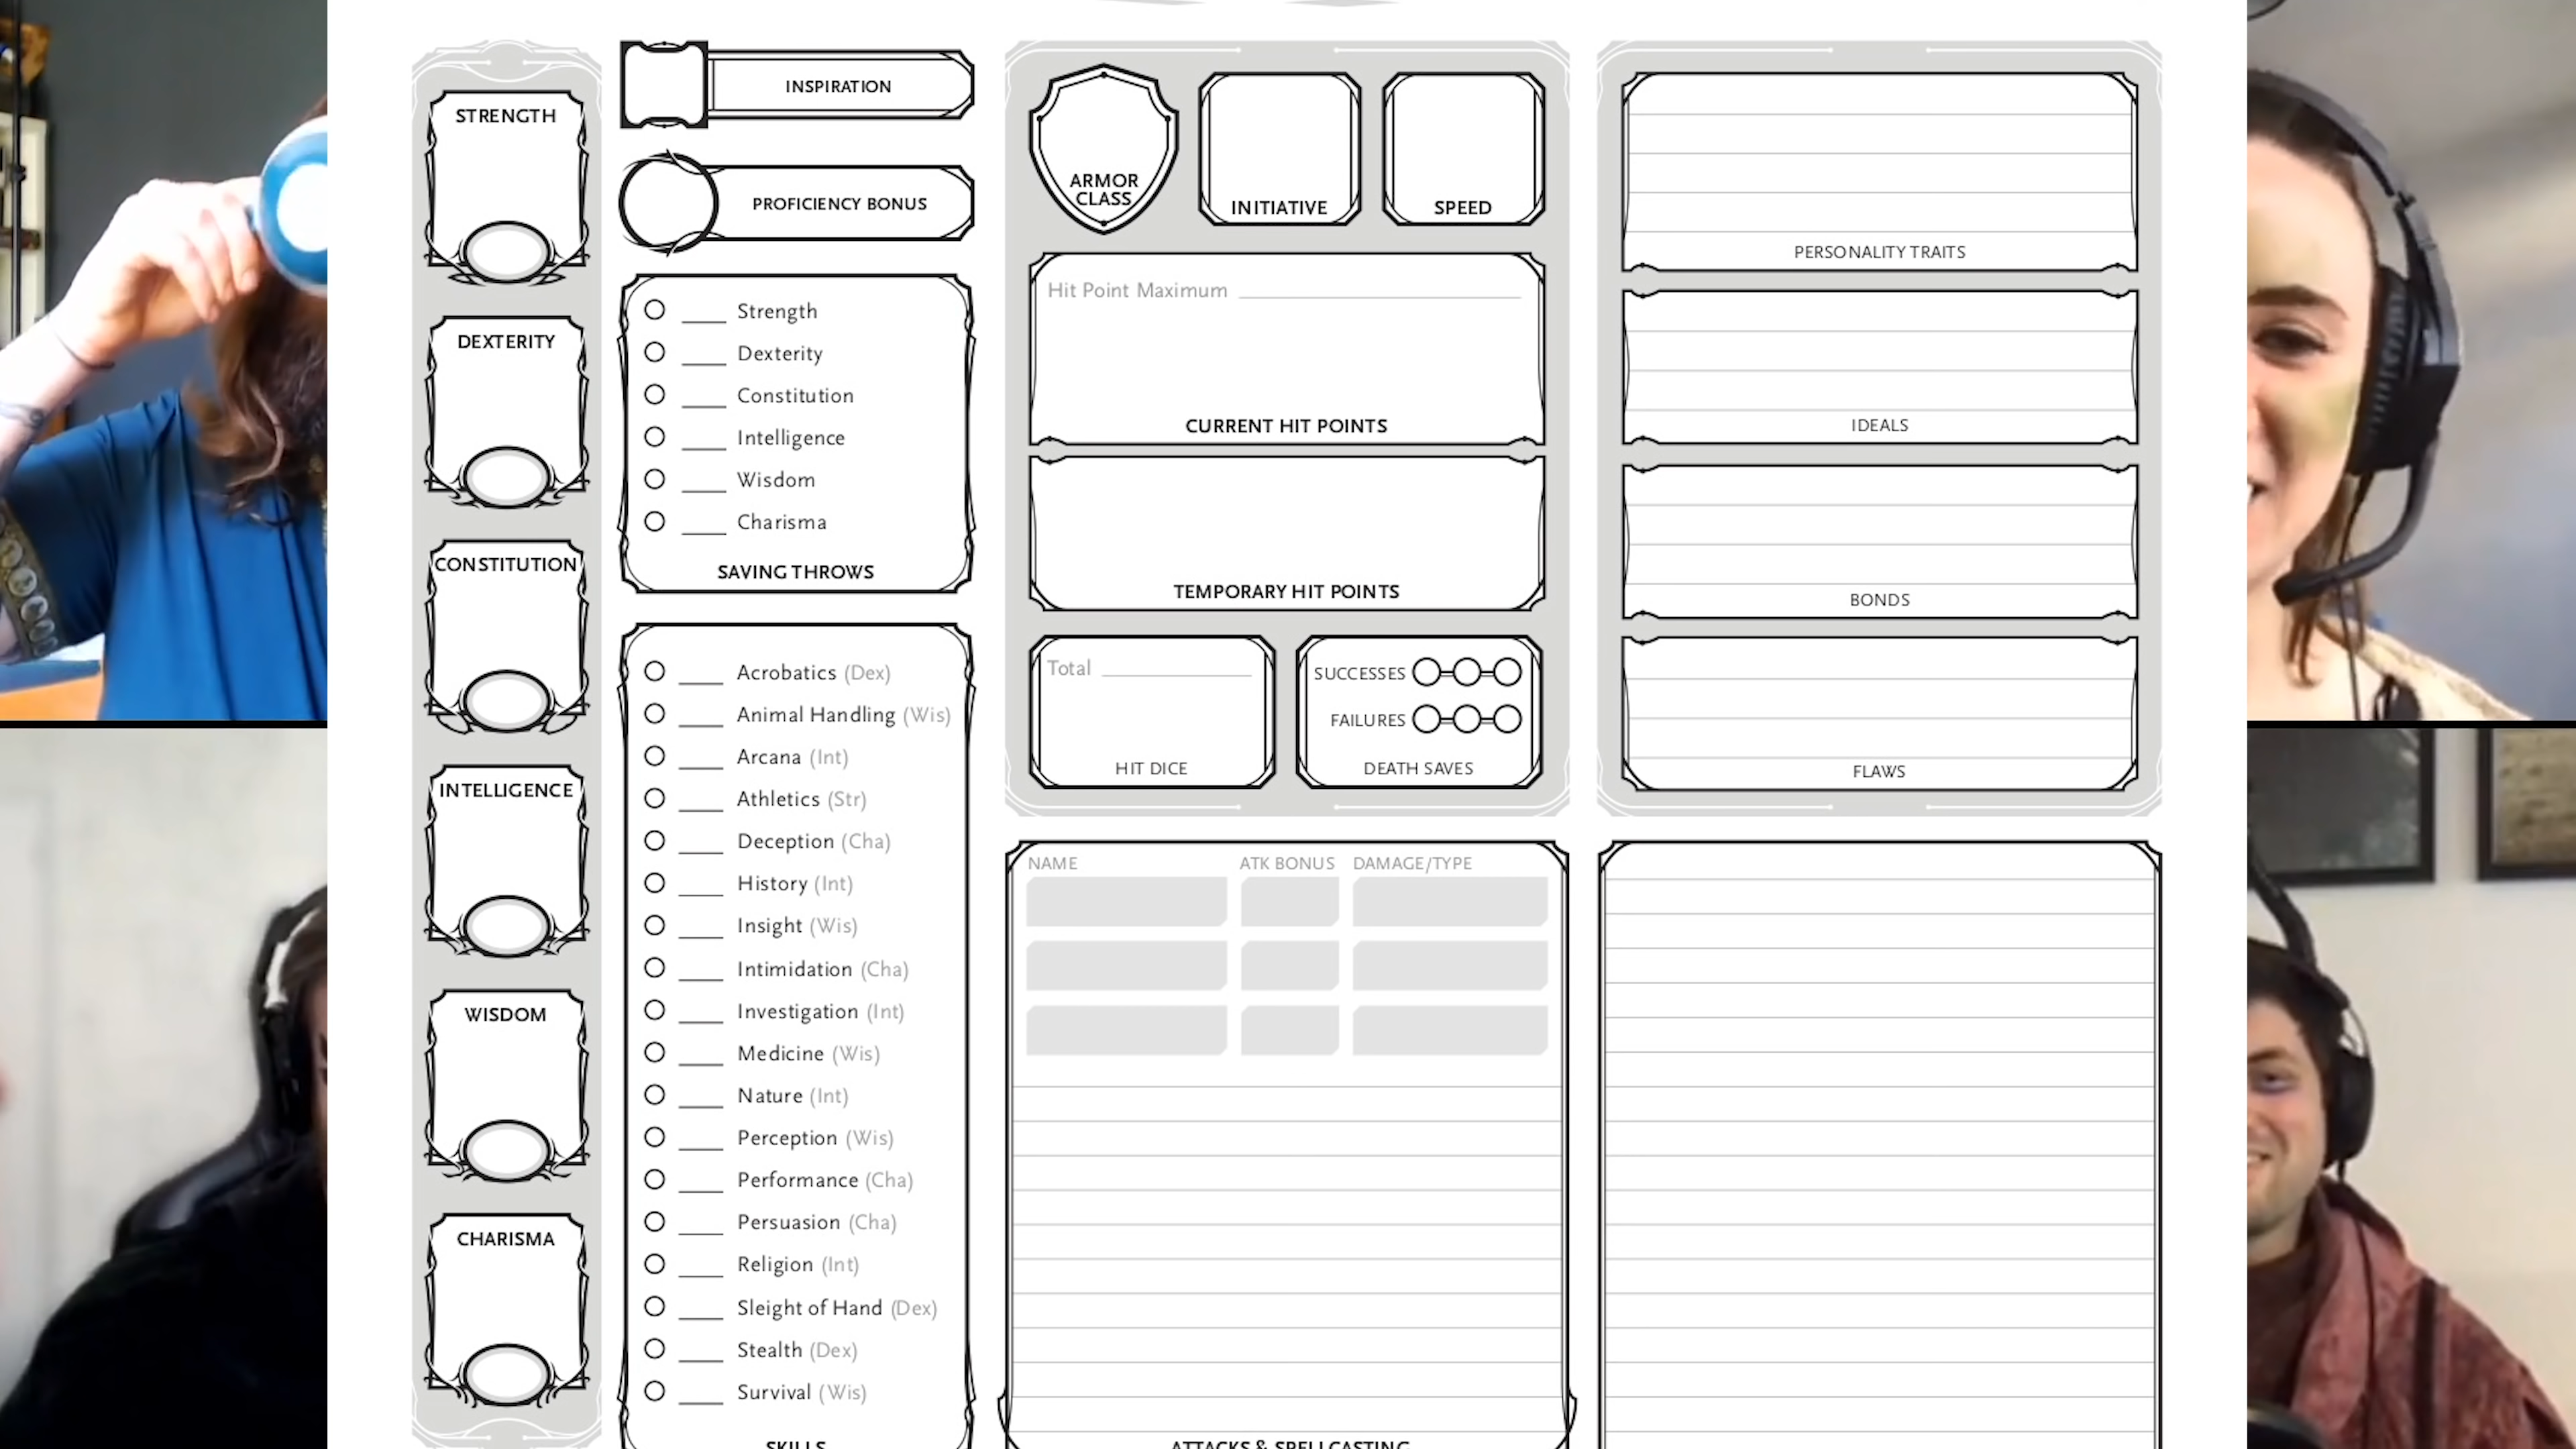 STRENGTH
DEXTERITY
CONSTITUTION
INTELLIGENCE
WISDOM
CHARISMA
INSPIRATION
PROFICIENCY BONUS
Strength
Dexterity
Constitution
Intelligence
Wisdom
Charisma
SAVING THROWS
Acrobatics (Dex)
Animal Handling (Wis)
Arcana (Int)
Athletics (Str)
Deception (Cha)
History (Int)
Insight (Wis)
Intimidation (Cha)
Investigation (Int)
Medicine (Wis)
Nature (Int)
Perception (Wis)
Performance (Cha)
Persuasion (Cha)
Religion (Int)
Sleight of Hand (Dex)
Stealth (Dex)
Survival (Wis)
SKILLS
ARMOR
CLASS
INITIATIVE
SPEED
Hit Point Maximum
CURRENT HIT POINTS
TEMPORARY HIT POINTS
Total
HIT DICE
SUCCESSES
FAILURES
DEATH SAVES
NAME ATK BONUS DAMAGE/TYPE
ATTACKS & SPELLCASTING
PERSONALITY TRAITS
IDEALS
BONDS
FLAWS